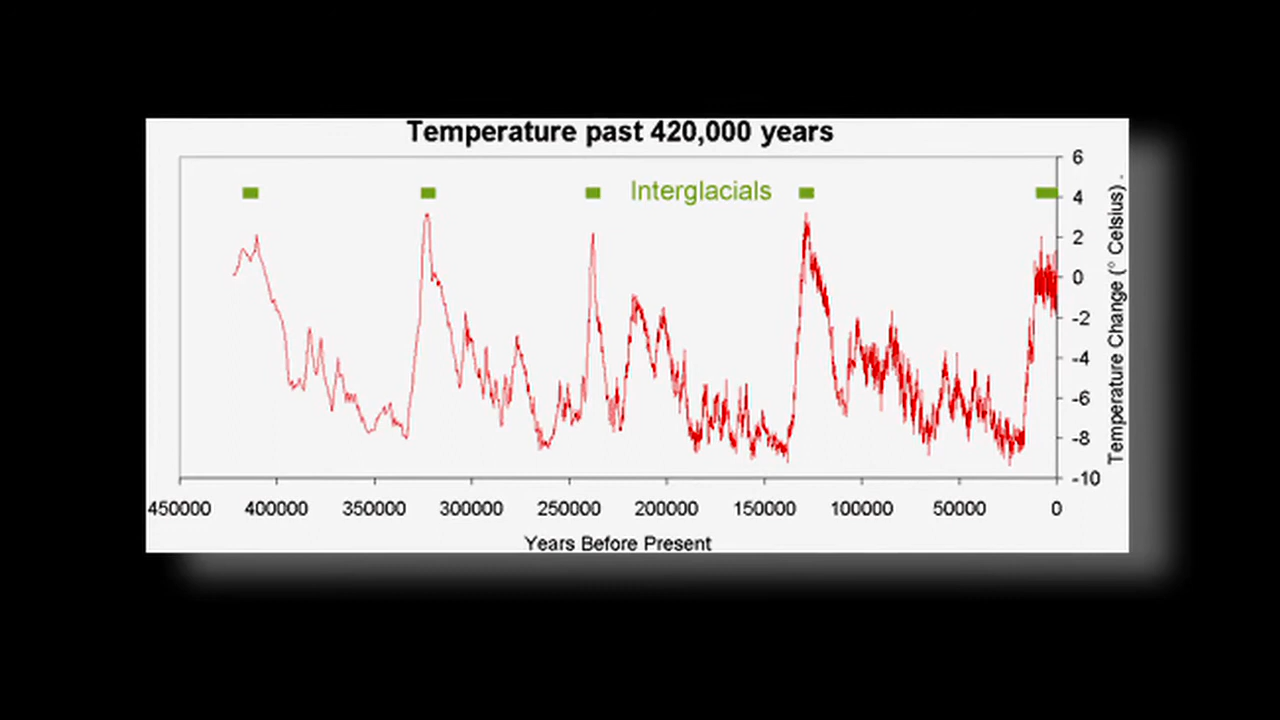 Temperature past 420,000 years
Interglacials
6
4
2
0
-2
-4
-6
-8
-10
Temperature Change (° Celsius) .
450000 400000 350000 300000 250000 200000 150000 100000 50000 0
Years Before Present